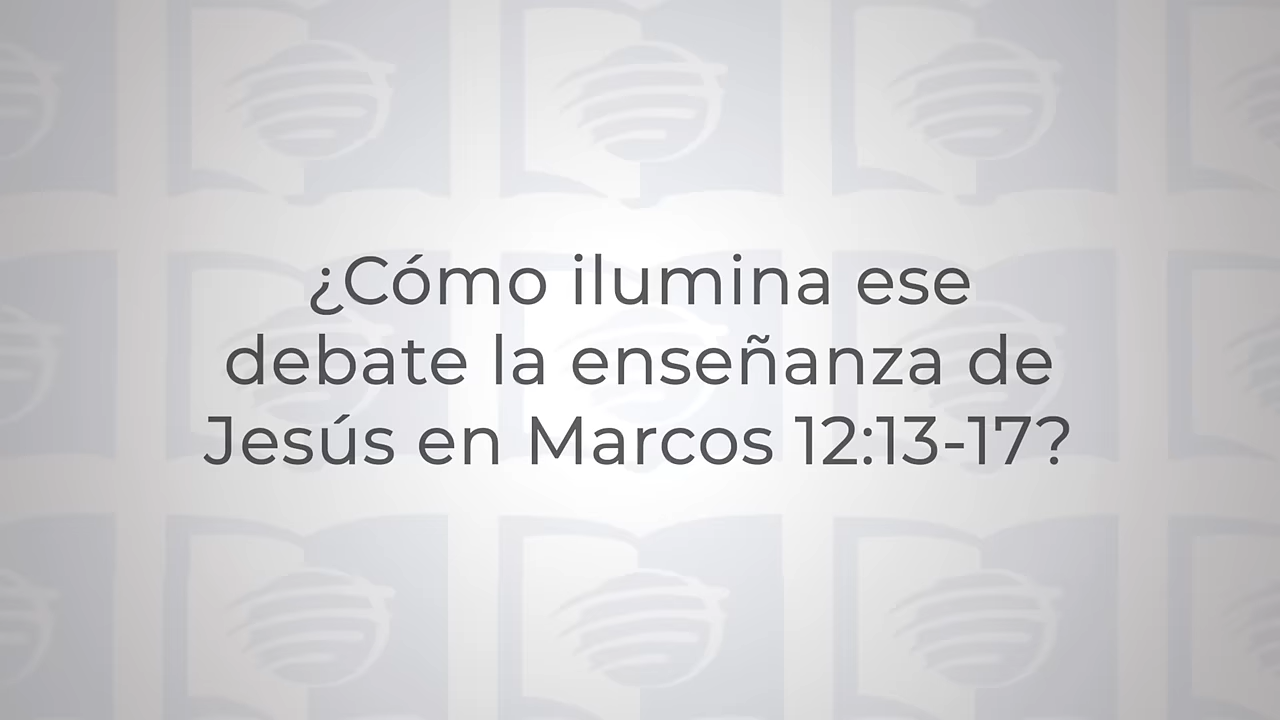 ¿Cómo ilumina ese
debate la enseñanza de
Jesús en Marcos 12:13-17?